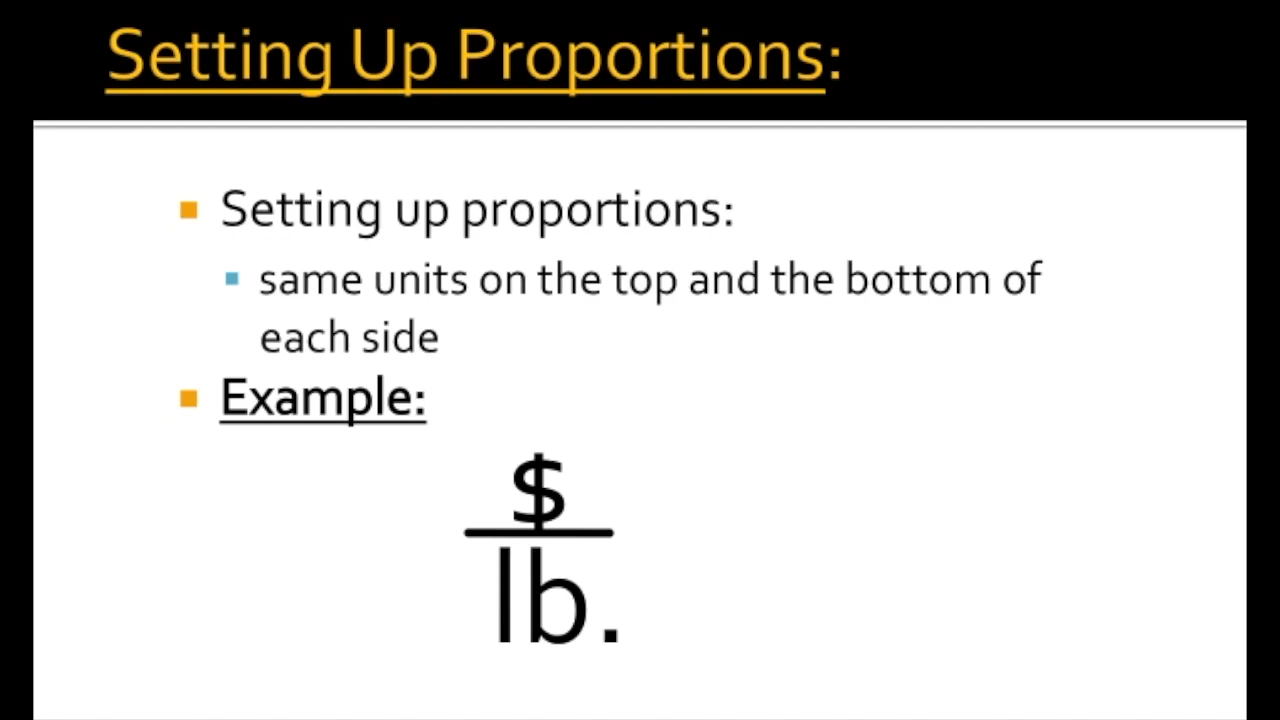 Setting Up Proportions:
Setting up proportions:
same units on the top and the bottom of
each side
Example:
$
lb.